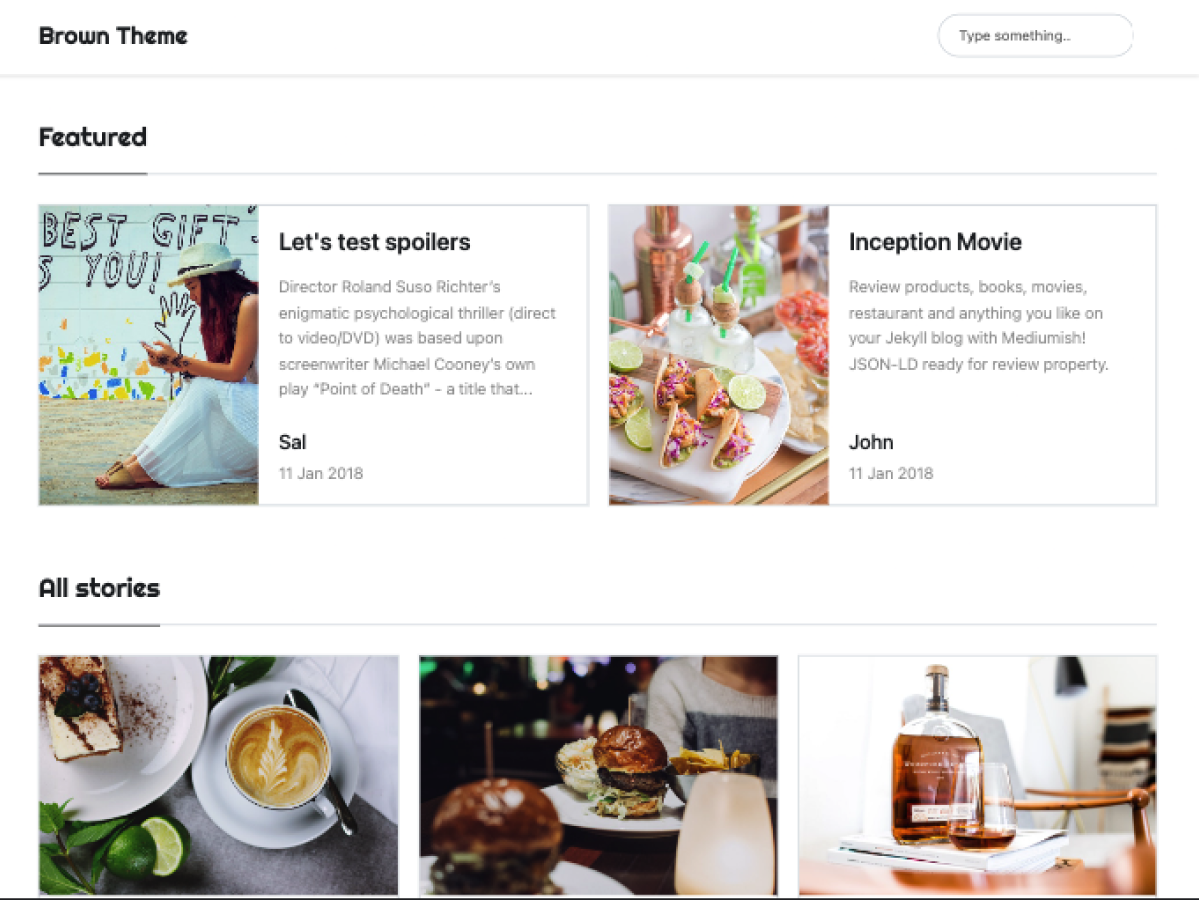 Brown Theme
Type something..
Featured
BEST GIFT'S
S YOU!
Let's test spoilers
Director Roland Suso Richter's
enigmatic psychological thriller (direct
to video/DVD) was based upon
screenwriter Michael Cooney's own
play “Point of Death” – a title that...
Sal
11 Jan 2018
Inception Movie
Review products, books, movies,
restaurant and anything you like on
your Jekyll blog with Mediumish!
JSON-LD ready for review property.
John
11 Jan 2018
All stories